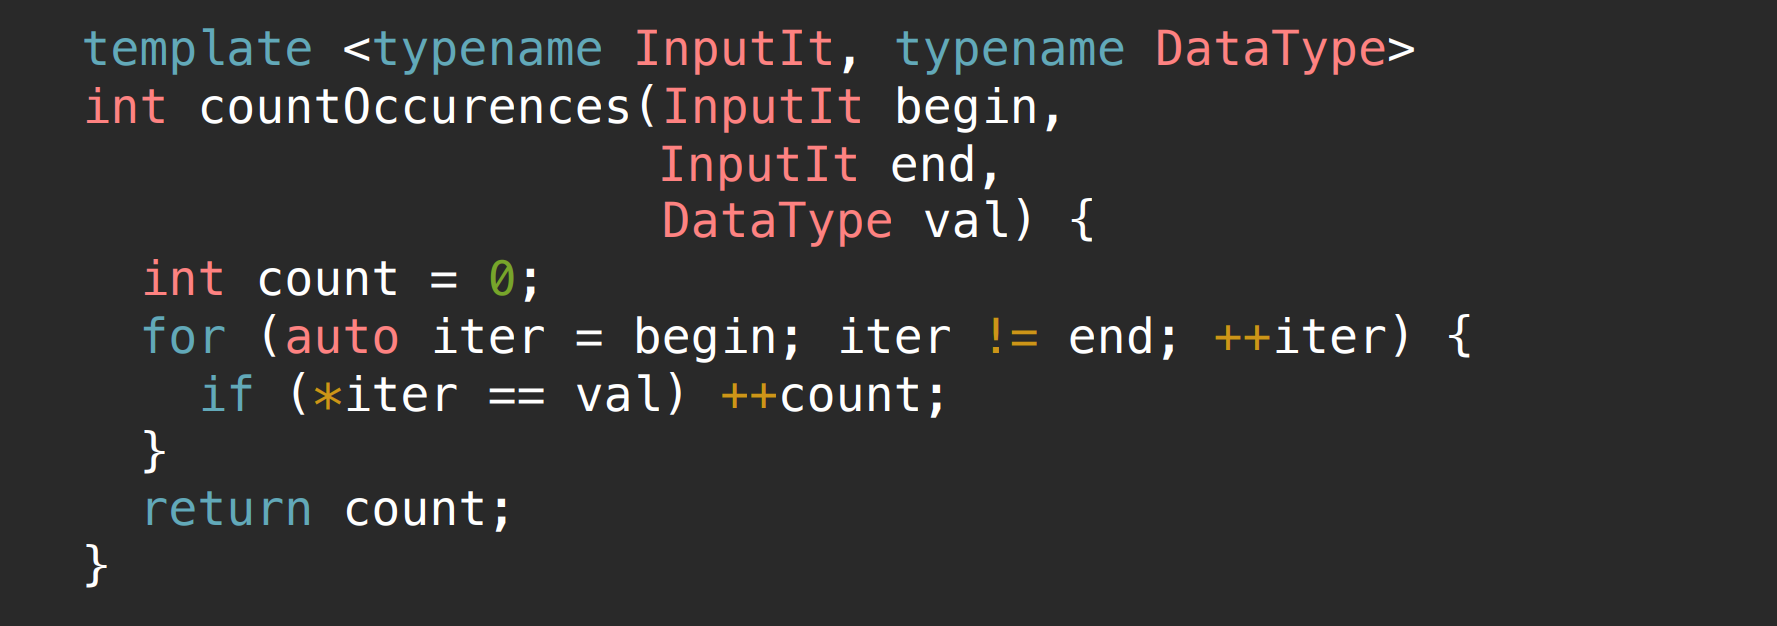 template <typename InputIt, typename DataType>
int countOccurences(InputIt begin,
                    InputIt end,
                    DataType val) {
  int count = 0;
  for (auto iter = begin; iter != end; ++iter) {
    if (*iter == val) ++count;
  }
  return count;
}